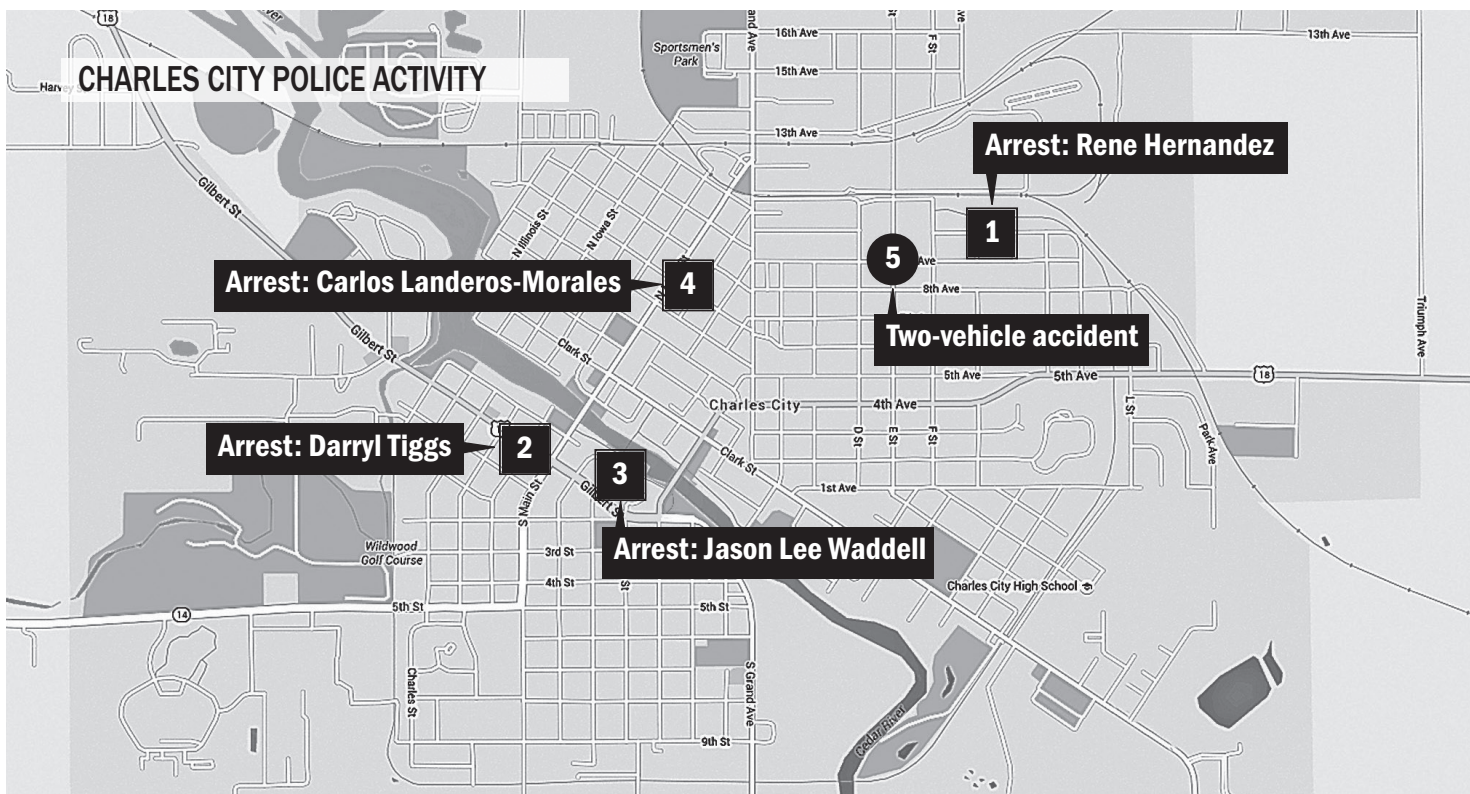 18
16th Ave
F St
13th Ave
Sportsmen's
Park
15th Ave
CHARLES CITY POLICE ACTIVITY
13th Ave
Arrest: Rene Hernandez
Gilbert St
N Illinois St
N Iowa St
1
5
Ave
Arrest: Carlos Landeros-Morales
4
8th Ave
Triumph Ave
Two-vehicle accident
Gilbert St
Clark St
5th Ave
5th Ave
18
Charles City
4th Ave
L St
Arrest: Darryl Tiggs
2
D St
E St
F St
Park Ave
Clark St
3
1st Ave
Gilbert St
S Main St
Wildwood
Golf Course
3rd St
Arrest: Jason Lee Waddell
4th St
St
Charles City High School
14
5th St
5th St
Charles St
S Grand Ave
9th St
Cedar River